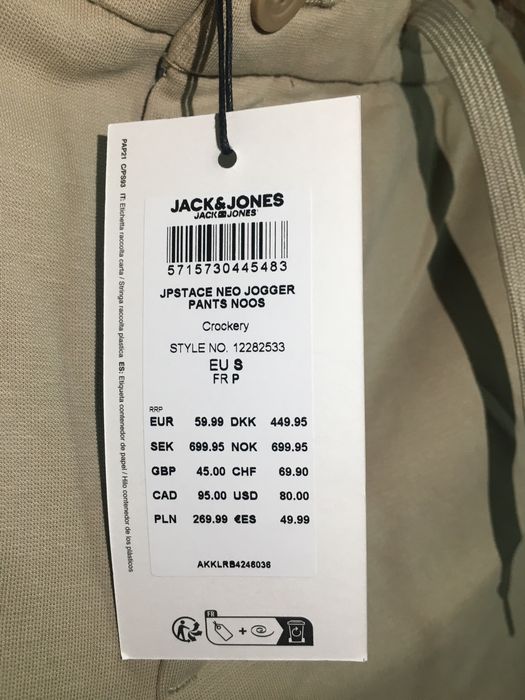 JACK&JONES
JACK&JONES
5715730445483
JPSTACE NEO JOGGER
PANTS NOOS
Crockery
STYLE NO. 12282533
EU S
FR P
RRP
EUR 59.99 DKK 449.95
SEK 699.95 NOK 699.95
GBP 45.00 CHF 69.90
CAD 95.00 USD 80.00
PLN 269.99 €ES 49.99
AKKLRB4246036
FR
+
PAP21 C/PS93 IT: Etichetta raccolta carta / Stringa raccolta plastica ES: Etiqueta contenedor de papel / Hilo contenedor de los plásticos